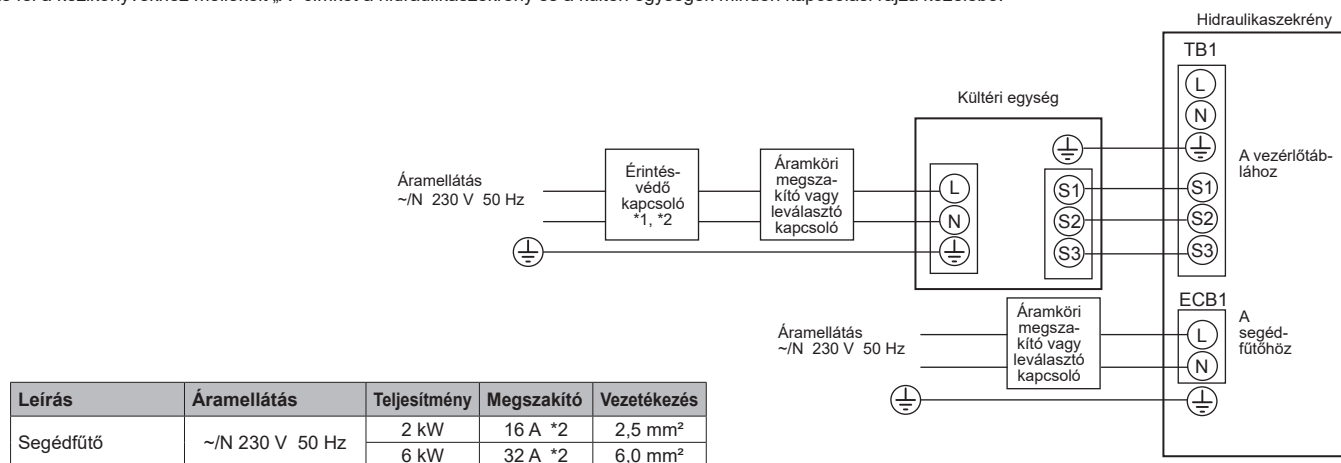 Hidraulikaszekrény
TB1
L
N
Kültéri egység
A vezérlőtáb-
lához
Áramellátás
~/N 230 V 50 Hz
Érintés-
védő
kapcsoló
*1, *2
Áramköri
megsza-
kító vagy
leválasztó
kapcsoló
L
N
S1
S2
S3
S1
S2
S3
ECB1
A
segéd-
fűtőhöz
L
N
Áramellátás
~/N 230 V 50 Hz
Áramköri
megsza-
kító vagy
leválasztó
kapcsoló
Leírás Áramellátás Teljesítmény Megszakító Vezetékezés
Segédfűtő ~/N 230 V 50 Hz 2 kW 16 A *2 2,5 mm²
6 kW 32 A *2 6,0 mm²